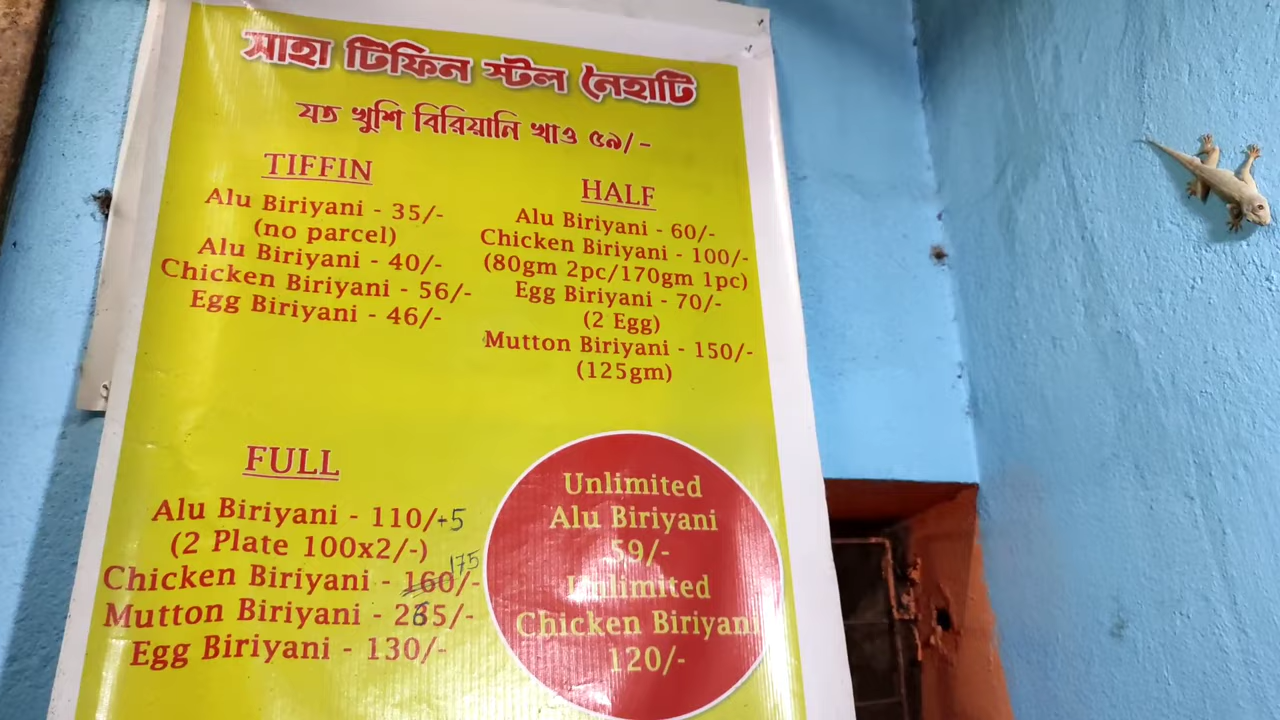 সাহা টিফিন স্টল নৈহাটি
যত খুশি বিরিয়ানি খাও ৫৯/-
TIFFIN
Alu Biriyani - 35/-
(no parcel)
Alu Biriyani - 40/-
Chicken Biriyani - 56/-
Egg Biriyani - 46/-
HALF
Alu Biriyani - 60/-
Chicken Biriyani - 100/-
(80gm 2pc/170gm 1pc)
Egg Biriyani - 70/-
(2 Egg)
Mutton Biriyani - 150/-
(125gm)
FULL
Alu Biriyani - 110/+5
(2 Plate 100x2/-)
175
Chicken Biriyani - 160/-
Mutton Biriyani -
Egg Biriyani - 130/-
Unlimited
Alu Biriyani
59/-
Unlimited
Chicken Biriyani
120/-